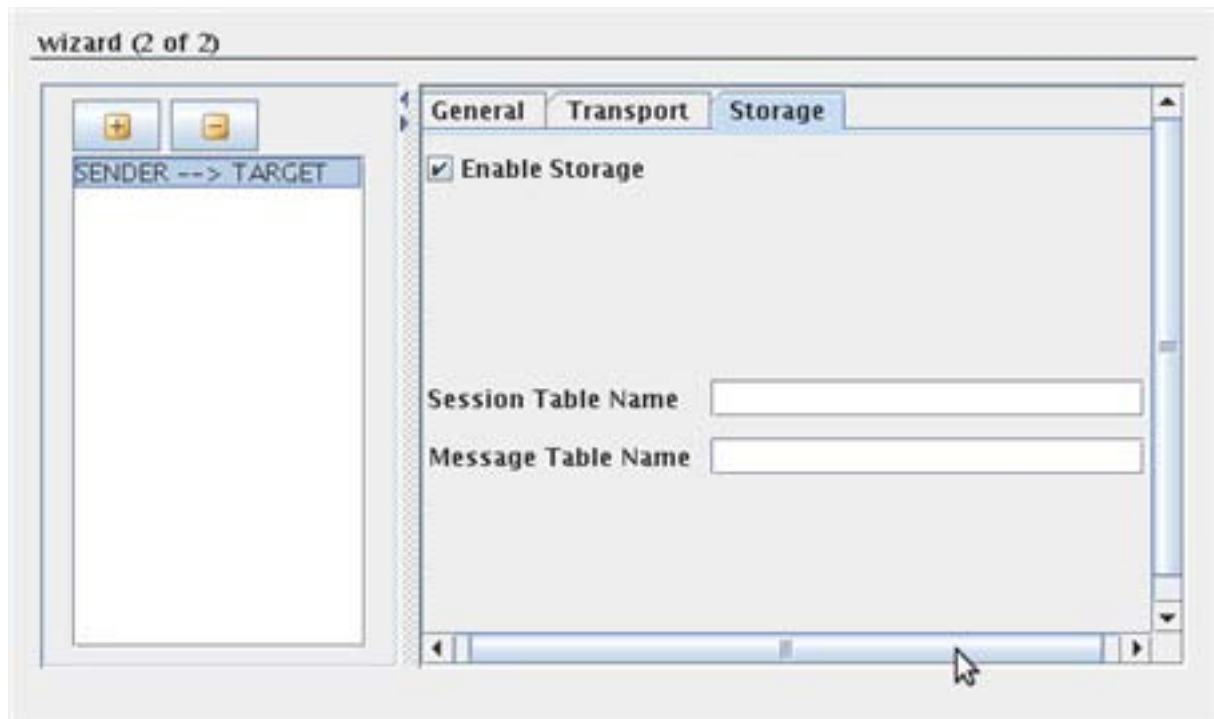 wizard (2 of 2)
SENDER --> TARGET
General Transport Storage
Enable Storage
Session Table Name
Message Table Name